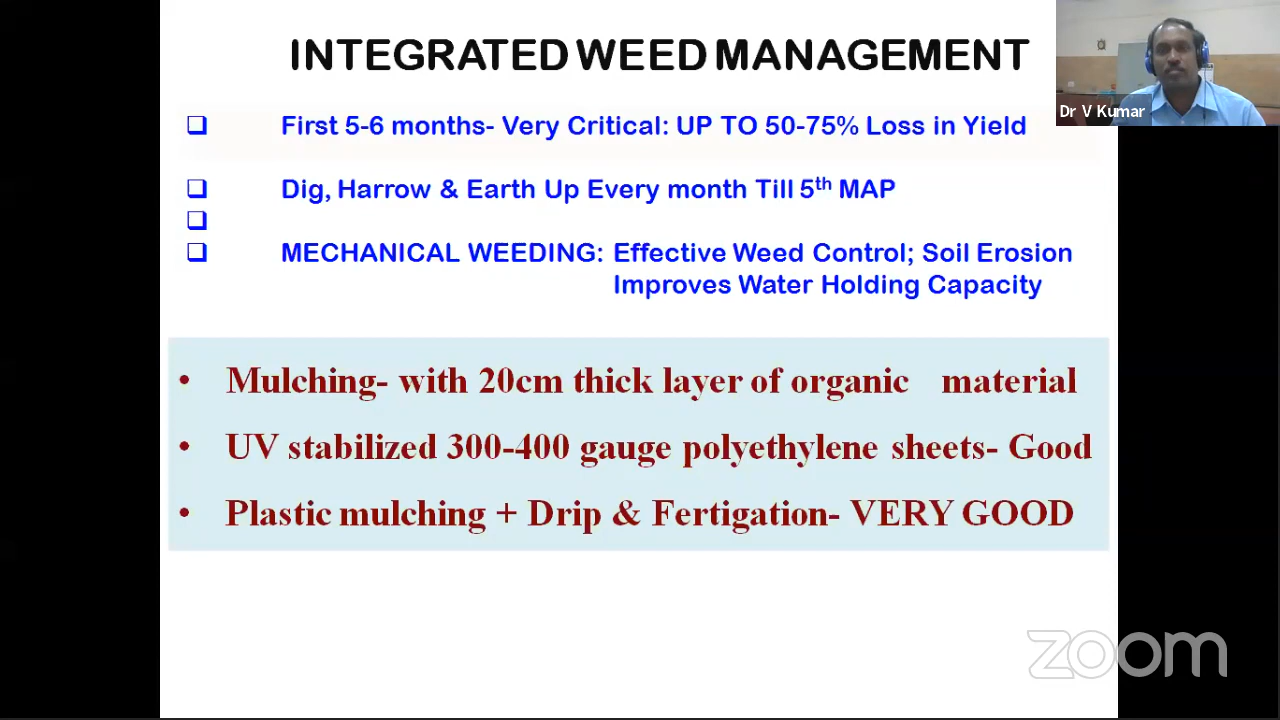 INTEGRATED WEED MANAGEMENT
Dr V Kumar
❑ First 5-6 months- Very Critical: UP TO 50-75% Loss in Yield
❑ Dig, Harrow & Earth Up Every month Till 5th MAP
❑
❑ MECHANICAL WEEDING: Effective Weed Control; Soil Erosion
Improves Water Holding Capacity
• Mulching- with 20cm thick layer of organic material
• UV stabilized 300-400 gauge polyethylene sheets- Good
• Plastic mulching + Drip & Fertigation- VERY GOOD
zoom